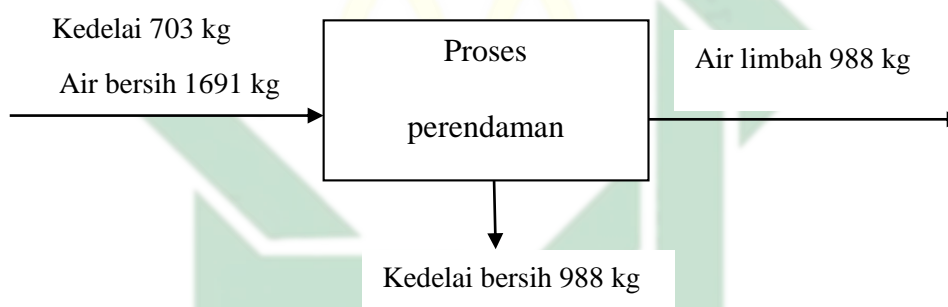 Kedelai 703 kg
Air bersih 1691 kg
Proses
perendaman
Air limbah 988 kg
Kedelai bersih 988 kg